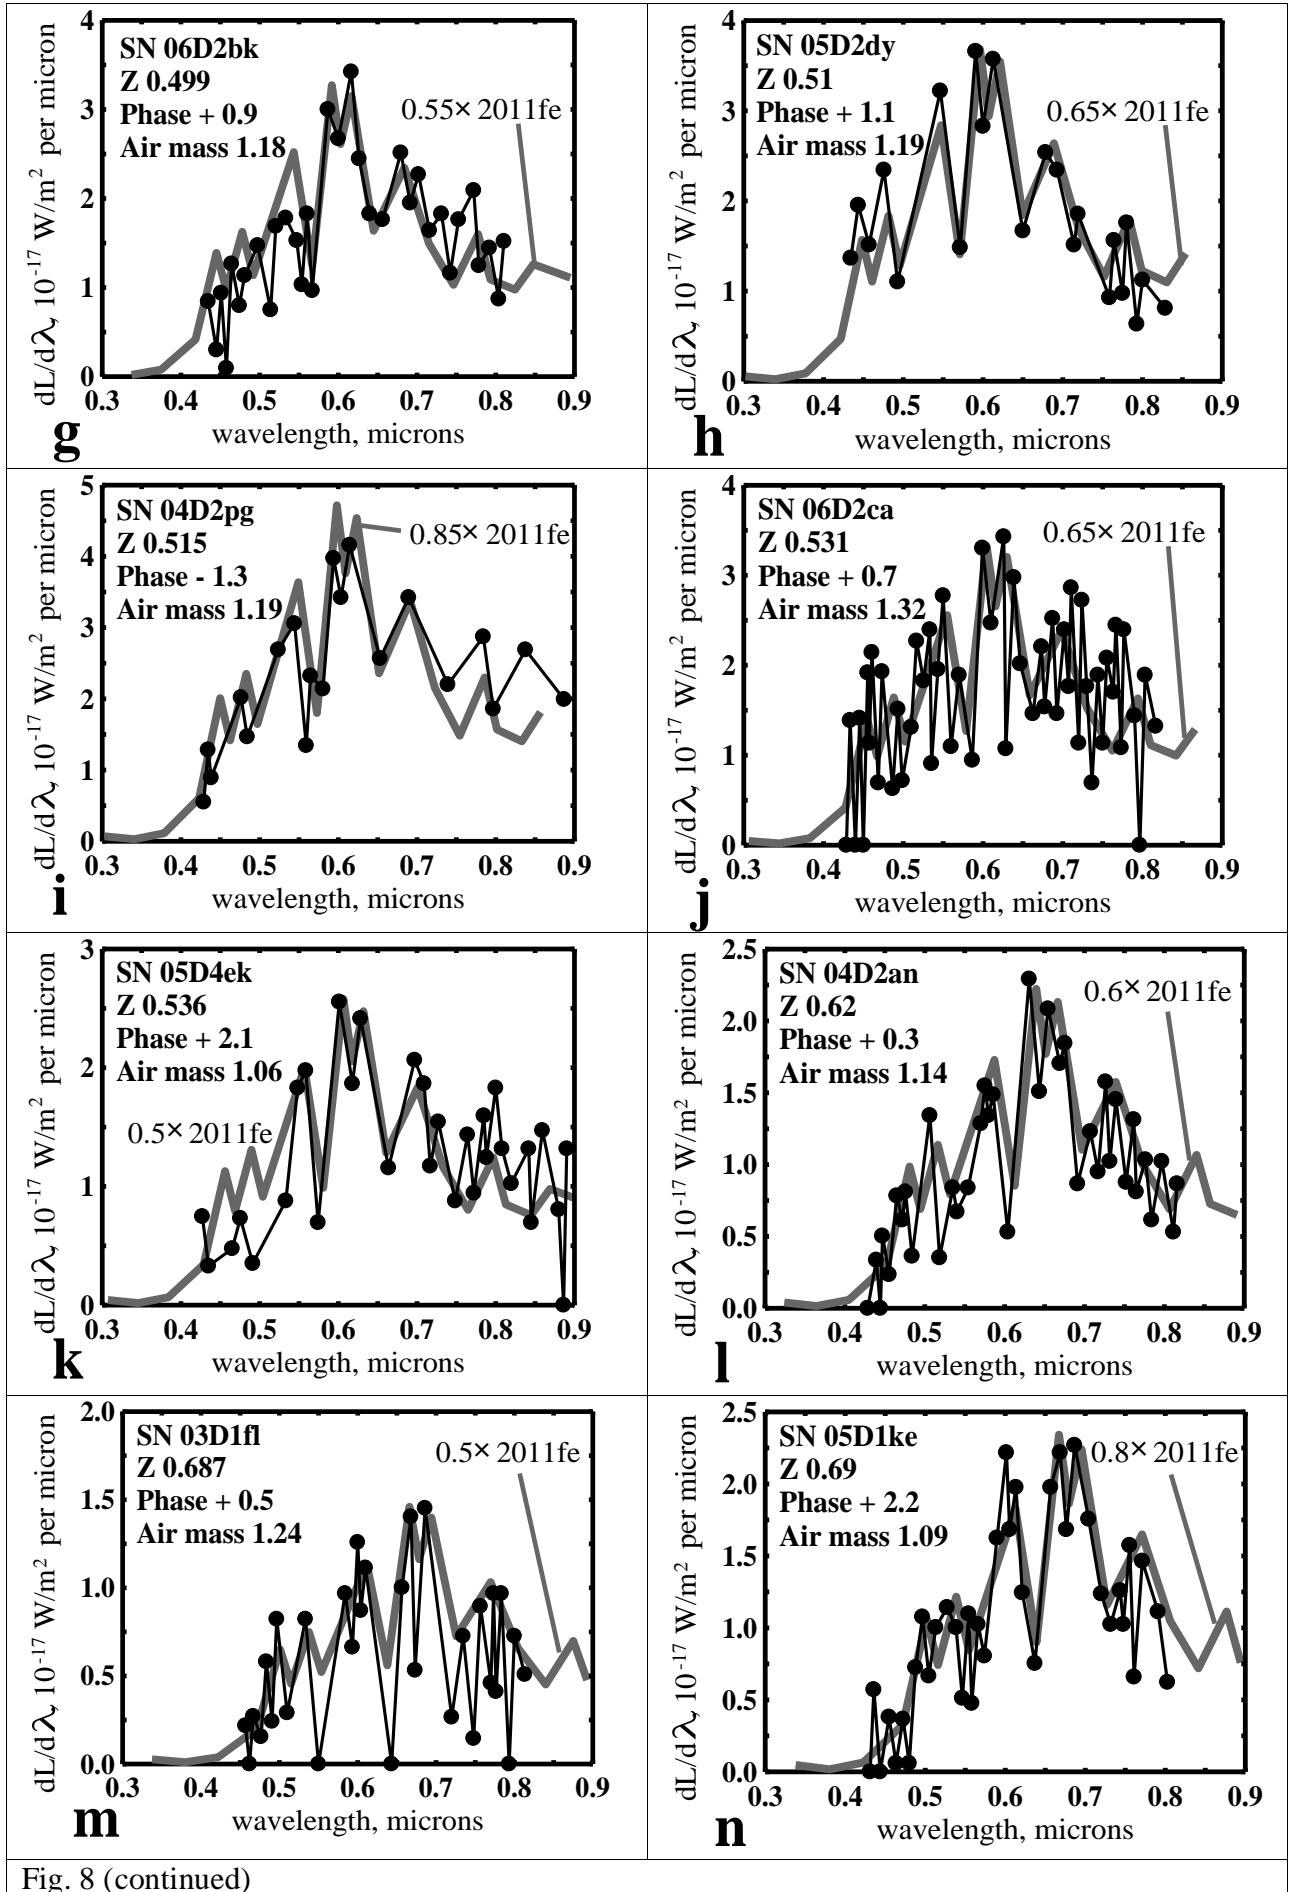 4
3
2
1
0
0.3 0.4 0.5 0.6 0.7 0.8 0.9
dL/dλ, 10⁻¹⁷ W/m² per micron
SN 06D2bk
Z 0.499
Phase + 0.9
Air mass 1.18
0.55× 2011fe
wavelength, microns
g
4
3
2
1
0
0.3 0.4 0.5 0.6 0.7 0.8 0.9
dL/dλ, 10⁻¹⁷ W/m² per micron
SN 05D2dy
Z 0.51
Phase + 1.1
Air mass 1.19
0.65× 2011fe
wavelength, microns
h
5
4
3
2
1
0
0.3 0.4 0.5 0.6 0.7 0.8 0.9
dL/dλ, 10⁻¹⁷ W/m² per micron
SN 04D2pg
Z 0.515
Phase - 1.3
Air mass 1.19
0.85× 2011fe
wavelength, microns
i
4
3
2
1
0
0.3 0.4 0.5 0.6 0.7 0.8 0.9
dL/dλ, 10⁻¹⁷ W/m² per micron
SN 06D2ca
Z 0.531
Phase + 0.7
Air mass 1.32
0.65× 2011fe
wavelength, microns
j
3
2
1
0
0.3 0.4 0.5 0.6 0.7 0.8 0.9
dL/dλ, 10⁻¹⁷ W/m² per micron
SN 05D4ek
Z 0.536
Phase + 2.1
Air mass 1.06
0.5× 2011fe
wavelength, microns
k
2.5
2.0
1.5
1.0
0.5
0.0
0.3 0.4 0.5 0.6 0.7 0.8 0.9
dL/dλ, 10⁻¹⁷ W/m² per micron
SN 04D2an
Z 0.62
Phase + 0.3
Air mass 1.14
0.6× 2011fe
wavelength, microns
l
2.0
1.5
1.0
0.5
0.0
0.3 0.4 0.5 0.6 0.7 0.8 0.9
dL/dλ, 10⁻¹⁷ W/m² per micron
SN 03D1fl
Z 0.687
Phase + 0.5
Air mass 1.24
0.5× 2011fe
wavelength, microns
m
2.5
2.0
1.5
1.0
0.5
0.0
0.3 0.4 0.5 0.6 0.7 0.8 0.9
dL/dλ, 10⁻¹⁷ W/m² per micron
SN 05D1ke
Z 0.69
Phase + 2.2
Air mass 1.09
0.8× 2011fe
wavelength, microns
n
Fig. 8 (continued)